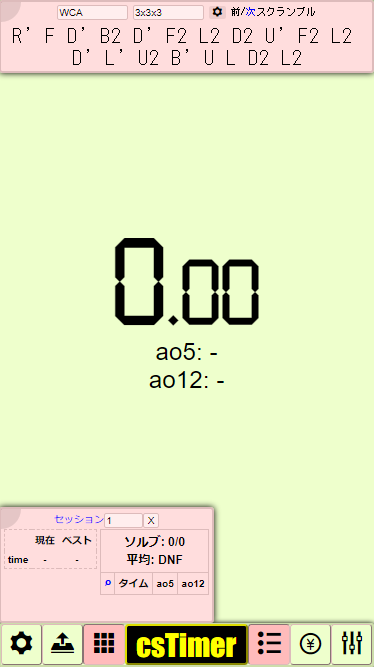 WCA 3x3x3 前/次スクランブル
R' F D' B2 D' F2 L2 D2 U' F2 L2
D' L' U2 B' U L D2 L2
0.00
ao5: -
ao12: -
セッション 1 X
現在 ベスト
time - -
ソルブ: 0/0
平均: DNF
タイム ao5 ao12
csTimer